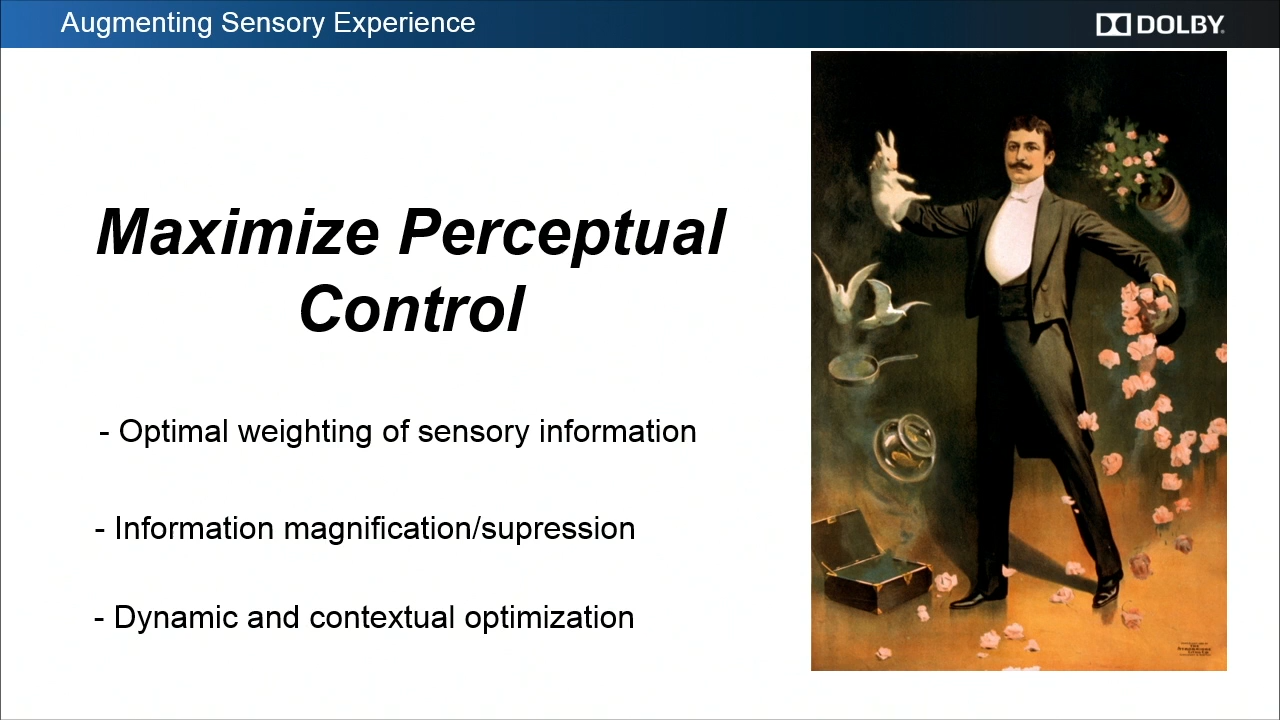 Augmenting Sensory Experience
DOLBY
Maximize Perceptual
Control
- Optimal weighting of sensory information
- Information magnification/supression
- Dynamic and contextual optimization